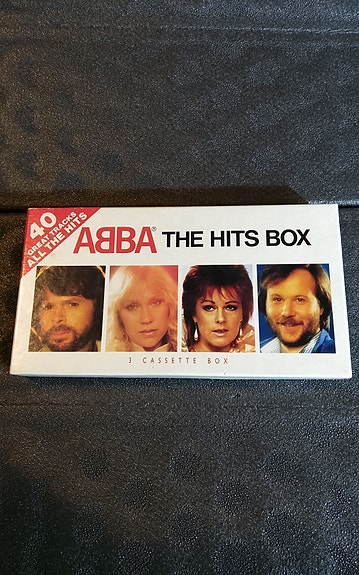 40
GREAT TRACKS
ALL THE HITS
ABBA® THE HITS BOX
3 CASSETTE BOX